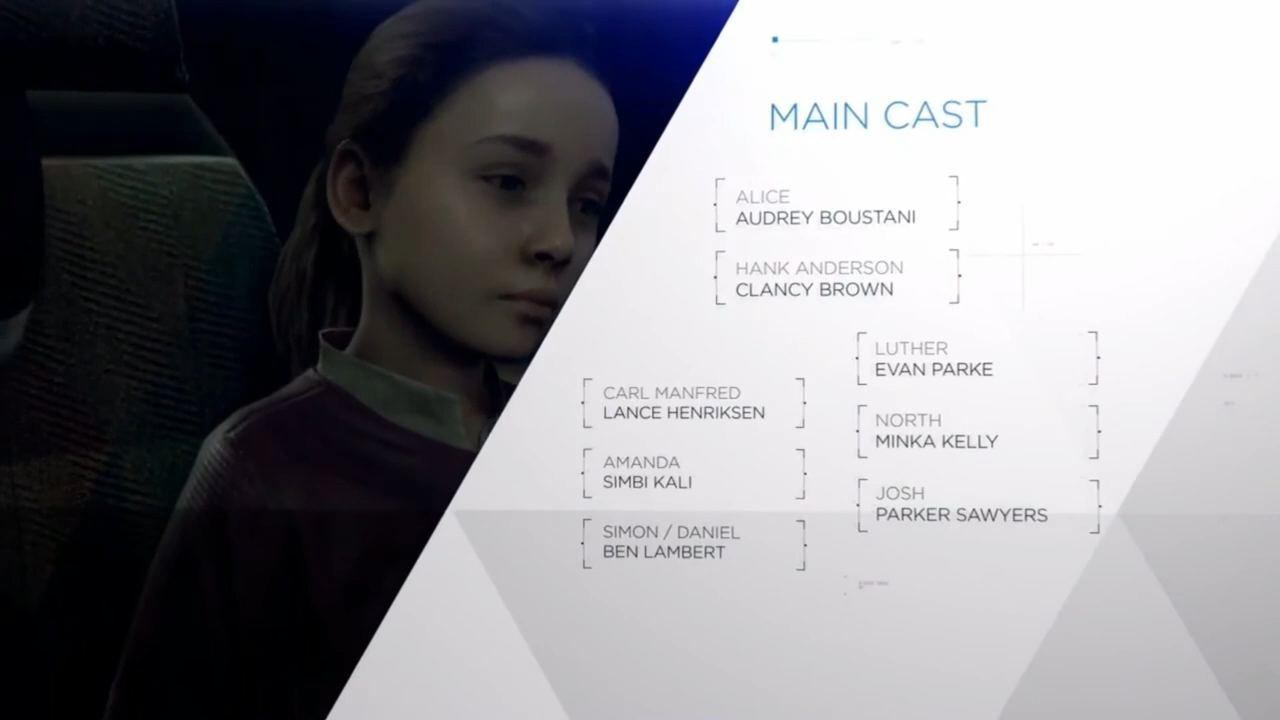 MAIN CAST
ALICE
AUDREY BOUSTANI
HANK ANDERSON
CLANCY BROWN
CARL MANFRED
LANCE HENRIKSEN
AMANDA
SIMBI KALI
SIMON / DANIEL
BEN LAMBERT
LUTHER
EVAN PARKE
NORTH
MINKA KELLY
JOSH
PARKER SAWYERS